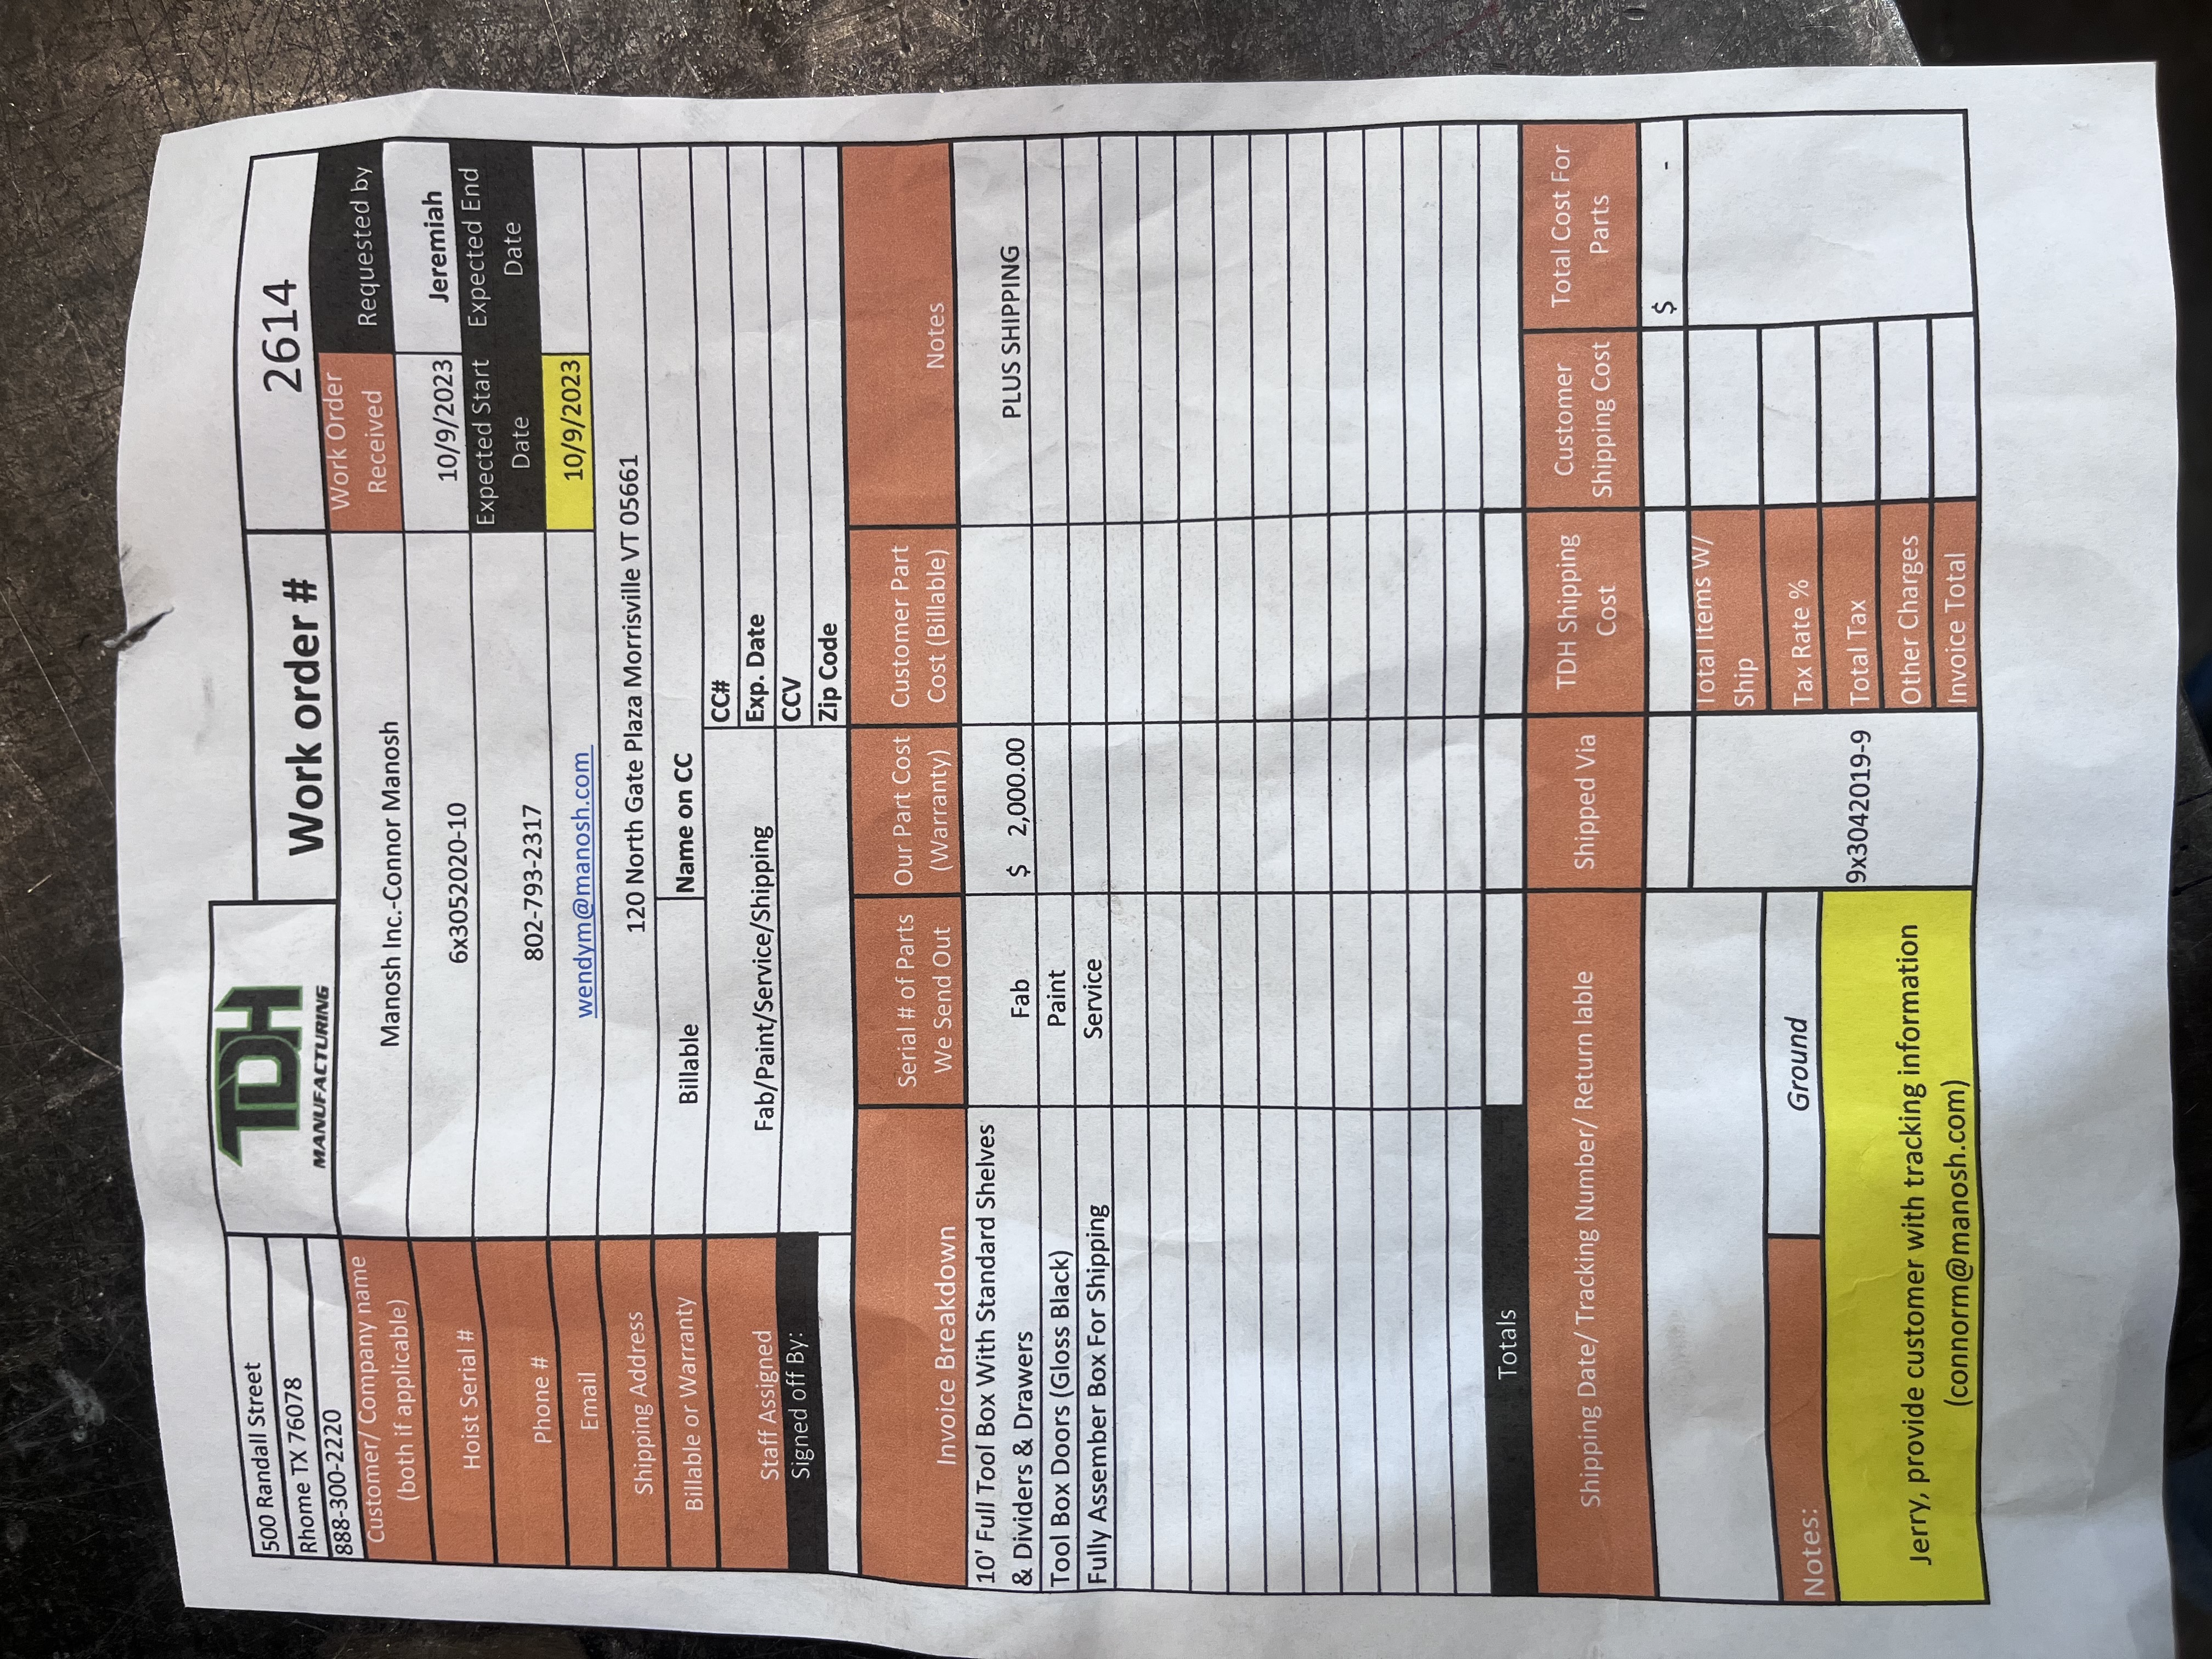 500 Randall Street
Rhome TX 76078
888-300-2220
TDH
MANUFACTURING
Work order #
2614
Customer/ Company name
(both if applicable)
Manosh Inc.-Connor Manosh
Work Order
Received
Requested by
Hoist Serial #
6x3052020-10
10/9/2023
Jeremiah
Phone #
802-793-2317
Expected Start
Date
Expected End
Date
Email
wendym@manosh.com
10/9/2023
Shipping Address
120 North Gate Plaza Morrisville VT 05661
Billable or Warranty
Billable
Name on CC
Staff Assigned
Fab/Paint/Service/Shipping
CC#
Exp. Date
Signed off By:
CCV
Zip Code
Invoice Breakdown
Serial # of Parts
We Send Out
Our Part Cost
(Warranty)
Customer Part
Cost (Billable)
Notes
10' Full Tool Box With Standard Shelves
& Dividers & Drawers
Fab
$ 2,000.00
PLUS SHIPPING
Tool Box Doors (Gloss Black)
Paint
Fully Assember Box For Shipping
Service
Totals
Shipping Date/ Tracking Number/ Return lable
Shipped Via
TDH Shipping
Cost
Customer
Shipping Cost
Total Cost For
Parts
$ -
Total Items W/
Ship
Notes:
Ground
Tax Rate %
9x3042019-9
Total Tax
Jerry, provide customer with tracking information
(connorm@manosh.com)
Other Charges
Invoice Total